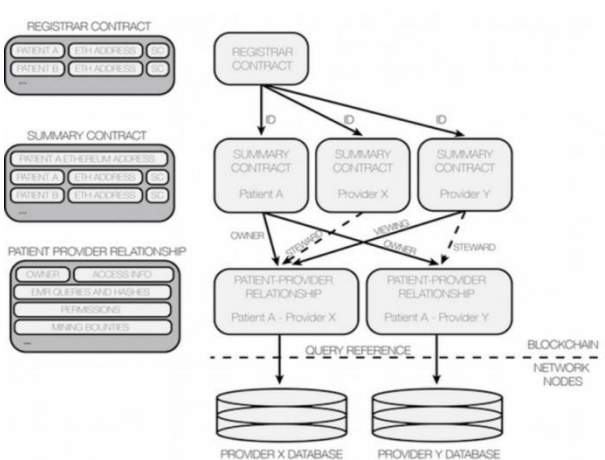 REGISTRAR CONTRACT
PATIENT A ETH ADDRESS SC
PATIENT B ETH ADDRESS SC
...
SUMMARY CONTRACT
PATIENT A ETHEREUM ADDRESS
PATIENT A ETH ADDRESS SC
PATIENT B ETH ADDRESS SC
...
PATIENT PROVIDER RELATIONSHIP
OWNER ACCESS INFO
EMR QUERIES AND HASHES
PERMISSIONS
MINING BOUNTIES
...
REGISTRAR
CONTRACT
ID ID ID
SUMMARY
CONTRACT
Patient A
SUMMARY
CONTRACT
Provider X
SUMMARY
CONTRACT
Provider Y
OWNER
STEWARD
VIEWING
OWNER
STEWARD
PATIENT-PROVIDER
RELATIONSHIP
Patient A - Provider X
PATIENT-PROVIDER
RELATIONSHIP
Patient A - Provider Y
QUERY REFERENCE
BLOCKCHAIN
NETWORK
NODES
PROVIDER X DATABASE
PROVIDER Y DATABASE